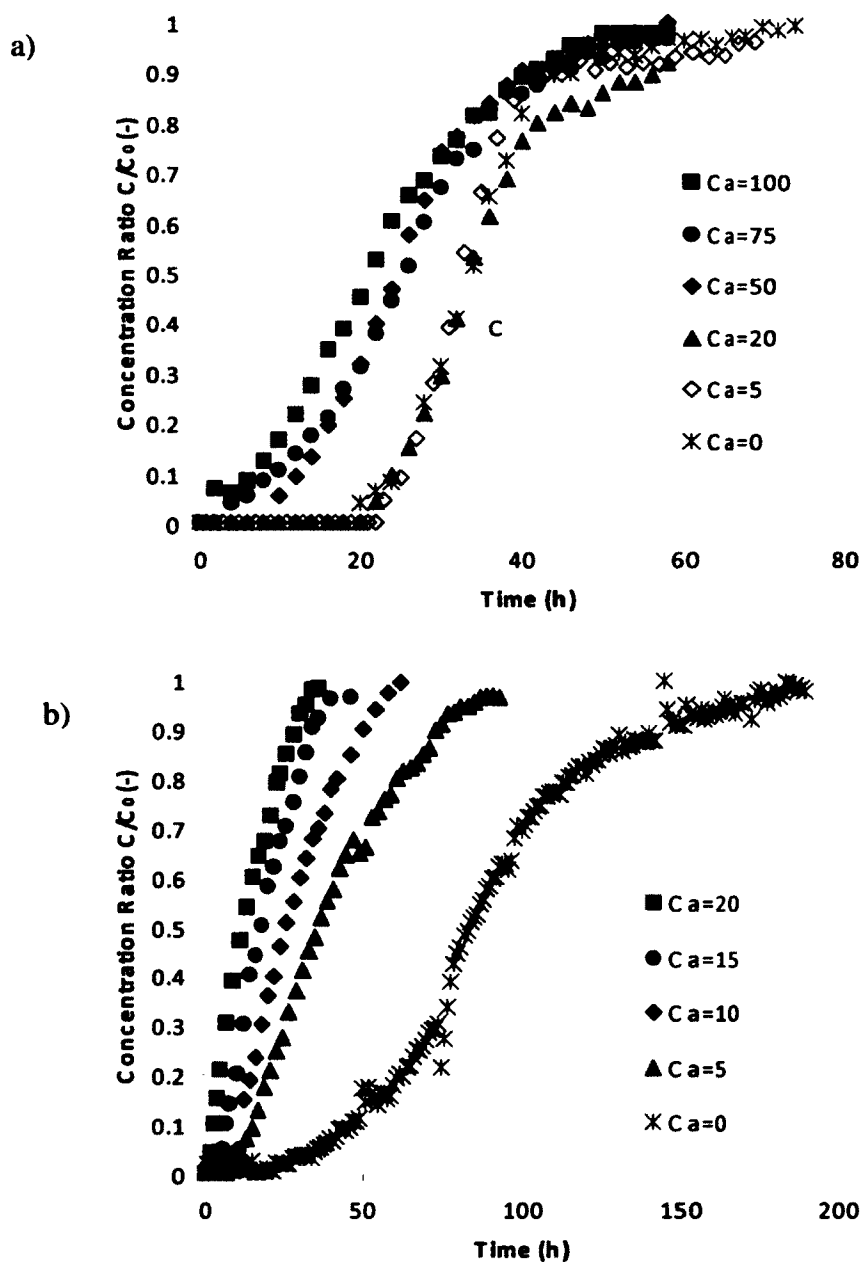 a)
Concentration Ratio C/C0 (-)
1
0.9
0.8
0.7
0.6
0.5
0.4
0.3
0.2
0.1
0
C
Ca=100
Ca=75
Ca=50
Ca=20
Ca=5
Ca=0
0 20 40 60 80
Time (h)
b)
Concentration Ratio C/C0 (-)
1
0.9
0.8
0.7
0.6
0.5
0.4
0.3
0.2
0.1
0
Ca=20
Ca=15
Ca=10
Ca=5
Ca=0
0 50 100 150 200
Time (h)